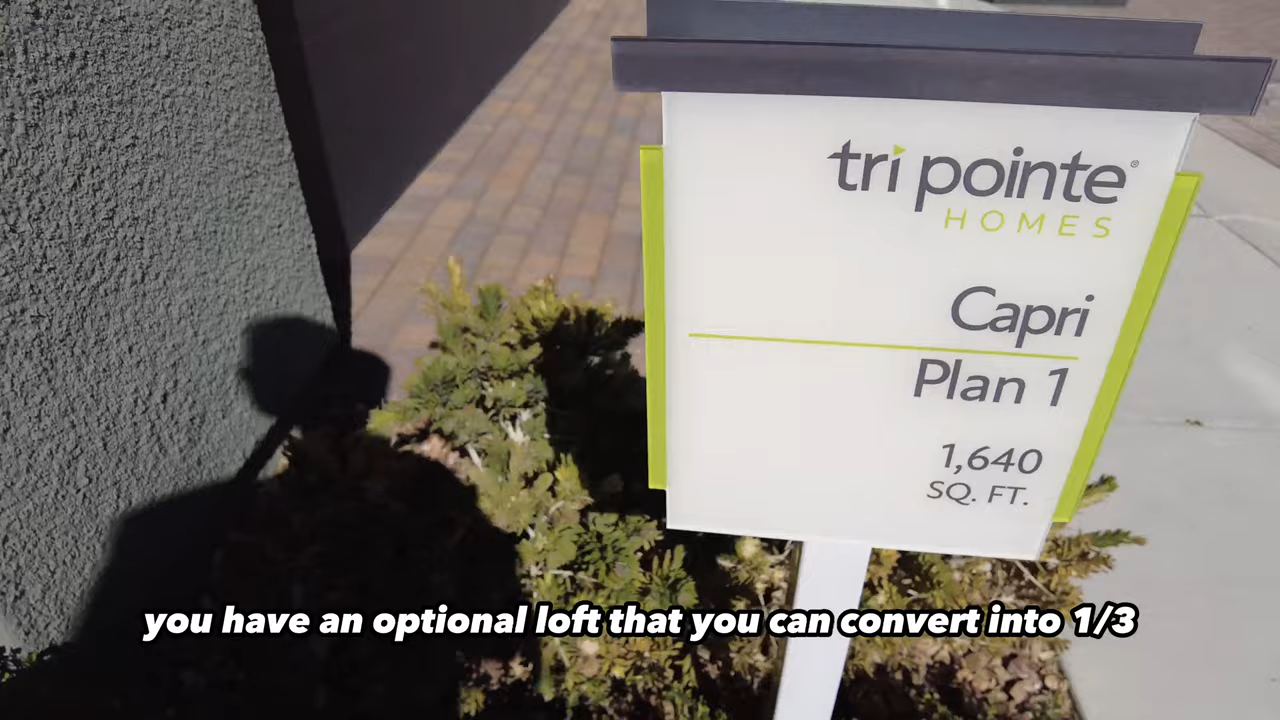 tri pointe®
HOMES
Capri
Plan 1
1,640
SQ. FT.
you have an optional loft that you can convert into 1/3